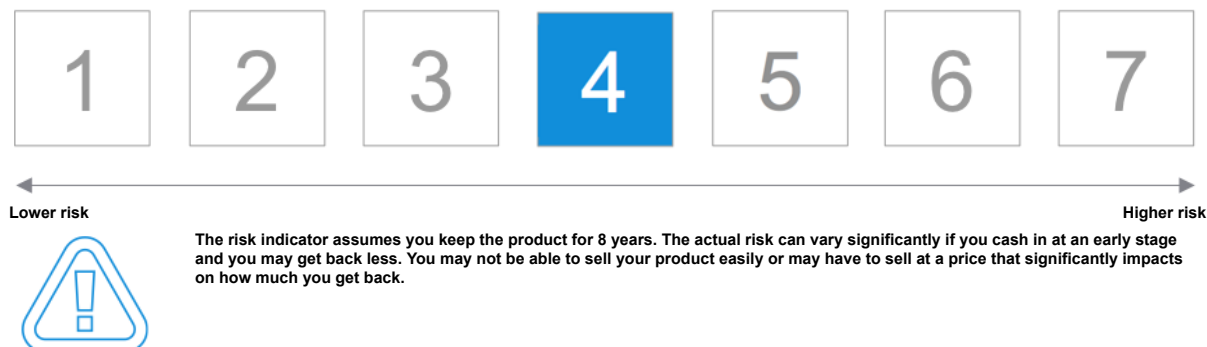 1 2 3 4 5 6 7
Lower risk Higher risk
The risk indicator assumes you keep the product for 8 years. The actual risk can vary significantly if you cash in at an early stage
and you may get back less. You may not be able to sell your product easily or may have to sell at a price that significantly impacts
on how much you get back.